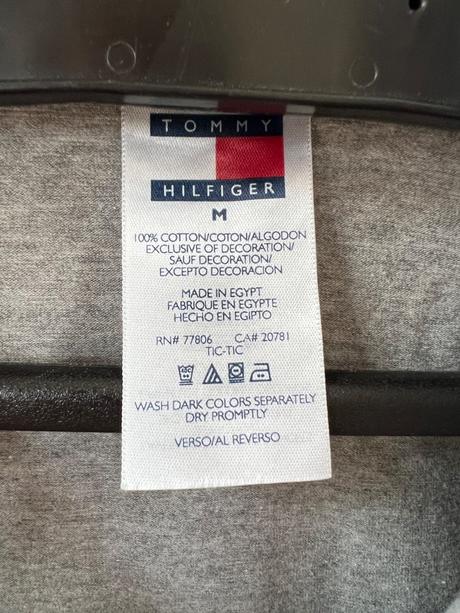 TOMMY
HILFIGER
M
100% COTTON/COTON/ALGODON
EXCLUSIVE OF DECORATION/
SAUF DECORATION/
EXCEPTO DECORACION
MADE IN EGYPT
FABRIQUE EN EGYPTE
HECHO EN EGIPTO
RN# 77806 CA# 20781
TIC-TIC
WASH DARK COLORS SEPARATELY
DRY PROMPTLY
VERSO/AL REVERSO